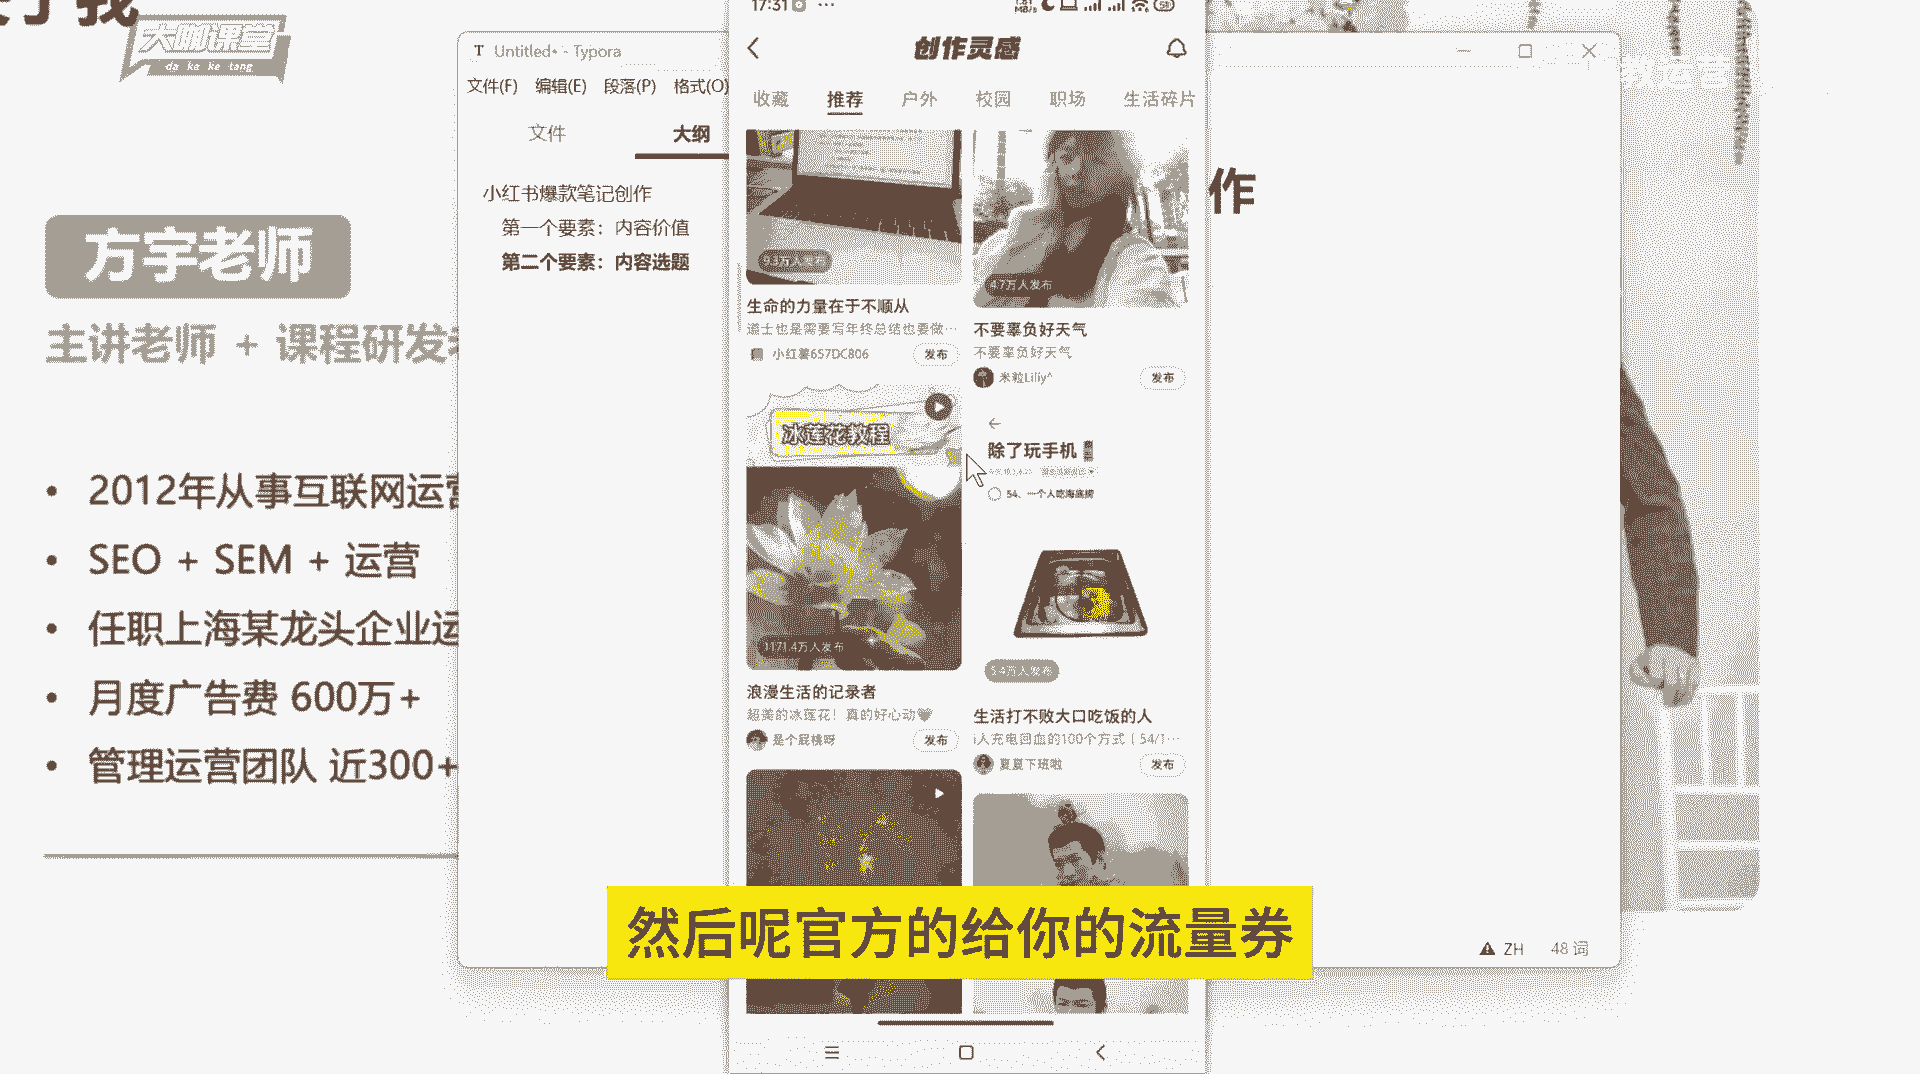 大咖课堂
da ka ke tang
方宇老师
主讲老师 + 课程研发
2012年从事互联网运营
SEO + SEM + 运营
任职上海某龙头企业运
月度广告费 600万+
管理运营团队 近300+
Untitled• - Typora
文件(F) 编辑(E) 段落(P) 格式(O)
文件 大纲
小红书爆款笔记创作
第一个要素：内容价值
第二个要素：内容选题
作
ZH 48 词
17:31
创作灵感
收藏 推荐 户外 校园 职场 生活碎片
生命的力量在于不顺从
道士也是需要写年终总结也要做…
小红薯657DC806 发布
4.7万人发布
不要辜负好天气
不要辜负好天气
米粒Liliy^ 发布
冰莲花教程
1171.4万人发布
浪漫生活的记录者
超美的冰莲花！真的好心动
是个屁桃呀 发布
除了玩手机
54、一个人吃海底捞
5.4万人发布
生活打不败大口吃饭的人
i人充电回血的100个方式（54/1…
夏夏下班啦 发布
然后呢官方的给你的流量券